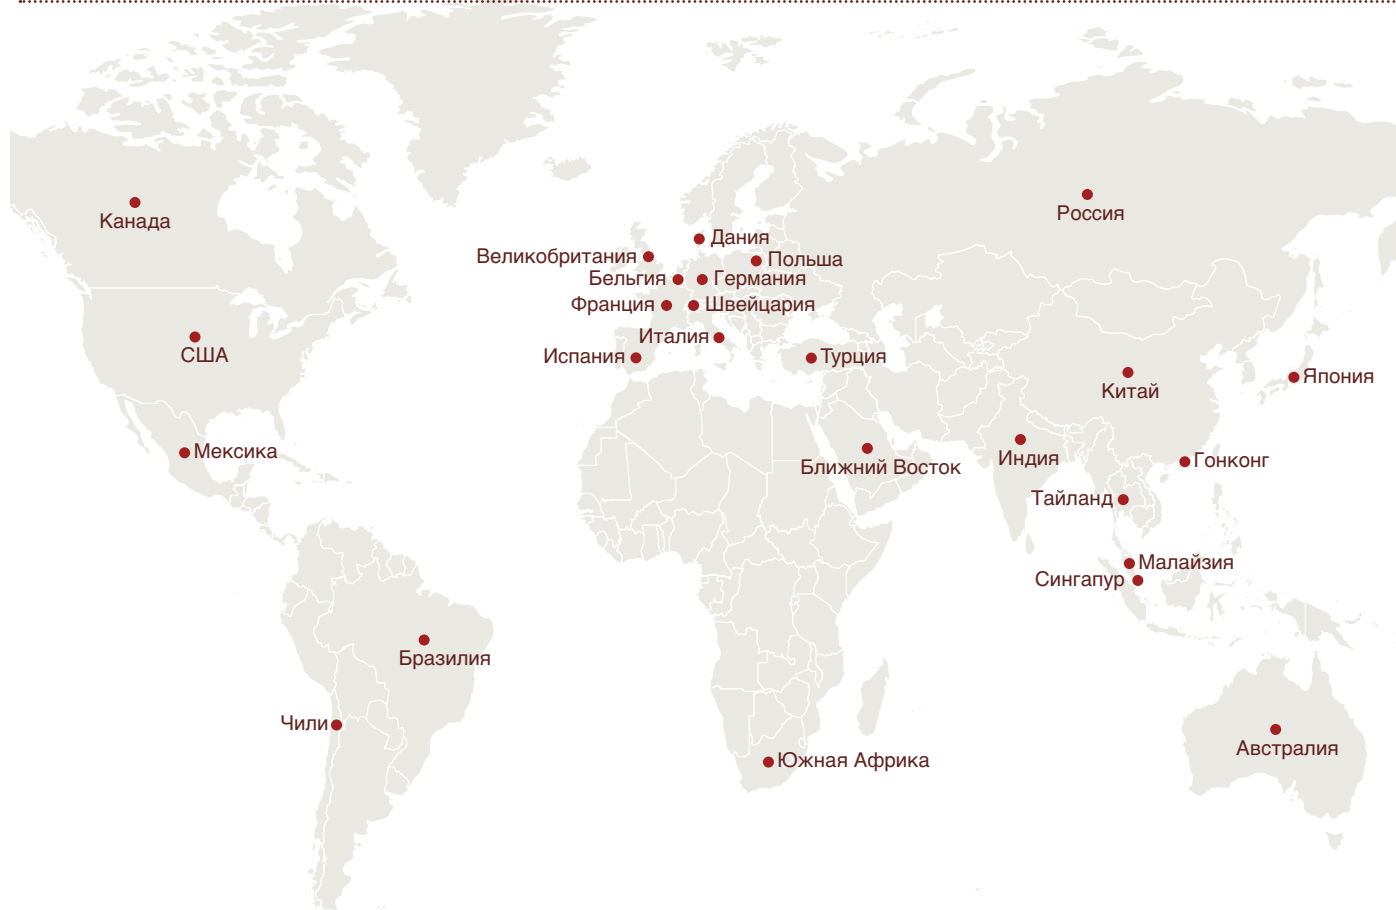 Канада
Россия
Дания
Великобритания
Польша
Бельгия
Германия
Франция
Швейцария
Италия
США
Испания
Турция
Япония
Китай
Мексика
Ближний Восток
Индия
Гонконг
Тайланд
Малайзия
Сингапур
Бразилия
Чили
Австралия
Южная Африка